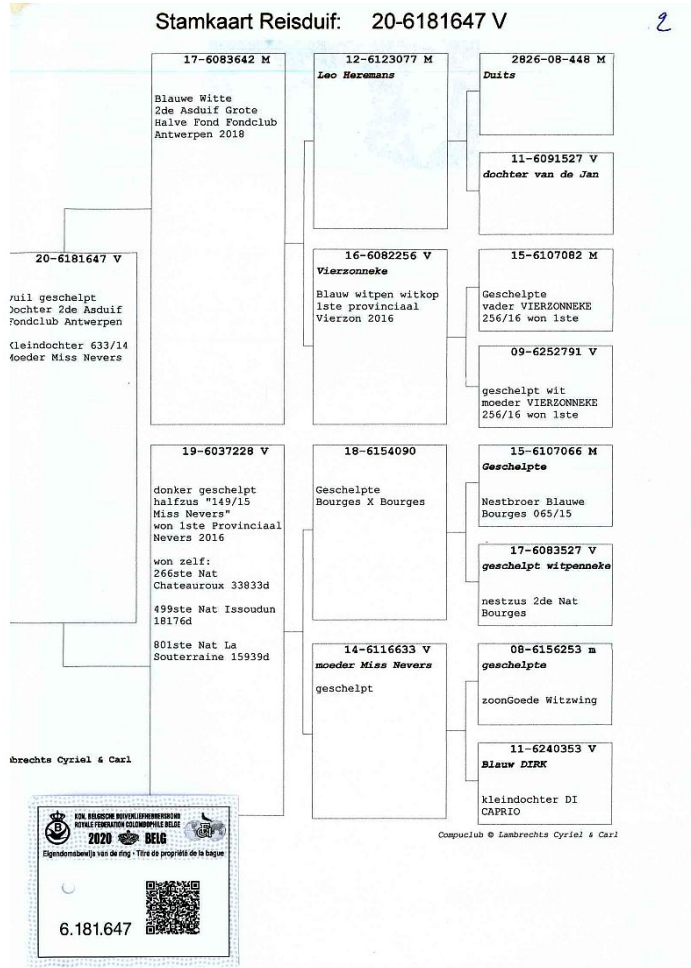 Stamkaart Reisduif: 20-6181647 V
2
20-6181647 V
vuil geschelpt
Dochter 2de Asduif
Fondclub Antwerpen
Kleindochter 633/14
Moeder Miss Nevers
17-6083642 M
Blauwe Witte
2de Asduif Grote
Halve Fond Fondclub
Antwerpen 2018
19-6037228 V
donker geschelpt
halfzus "149/15
Miss Nevers"
won 1ste Provinciaal
Nevers 2016
won zelf:
266ste Nat
Chateauroux 33833d
499ste Nat Issoudun
18176d
801ste Nat La
Souterraine 15939d
12-6123077 M
Leo Heremans
16-6082256 V
Vierzonneke
Blauw witpen witkop
1ste provinciaal
Vierzon 2016
18-6154090
Geschelpte
Bourges X Bourges
14-6116633 V
moeder Miss Nevers
geschelpt
2826-08-448 M
Duits
11-6091527 V
dochter van de Jan
15-6107082 M
Geschelpte
vader VIERZONNEKE
256/16 won 1ste
09-6252791 V
geschelpt wit
moeder VIERZONNEKE
256/16 won 1ste
15-6107066 M
Geschelpte
Nestbroer Blauwe
Bourges 065/15
17-6083527 V
geschelpt witpenneke
nestzus 2de Nat
Bourges
08-6156253 m
geschelpte
zoonGoede Witzwing
11-6240353 V
Blauw DIRK
kleindochter DI
CAPRIO
mbrechts Cyriel & Carl
Compuclub © Lambrechts Cyriel & Carl
KON. BELGISCHE DUIVENLIEFHEBBERSBOND
ROYALE FEDERATION COLOMBOPHILE BELGE
2020 BELG
Eigendomsbewijs van de ring - Titre de propriété de la bague
6.181.647